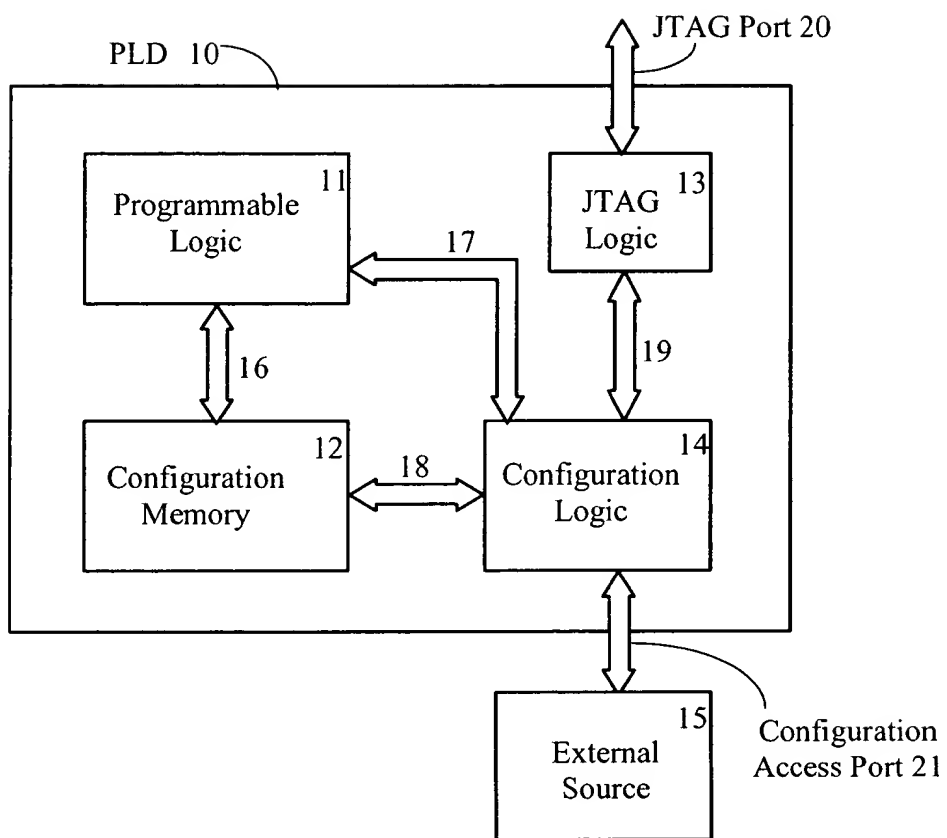 JTAG Port 20
PLD 10
11
Programmable
Logic
13
JTAG
Logic
17
16
19
12
Configuration
Memory
18
14
Configuration
Logic
15
External
Source
Configuration
Access Port 21